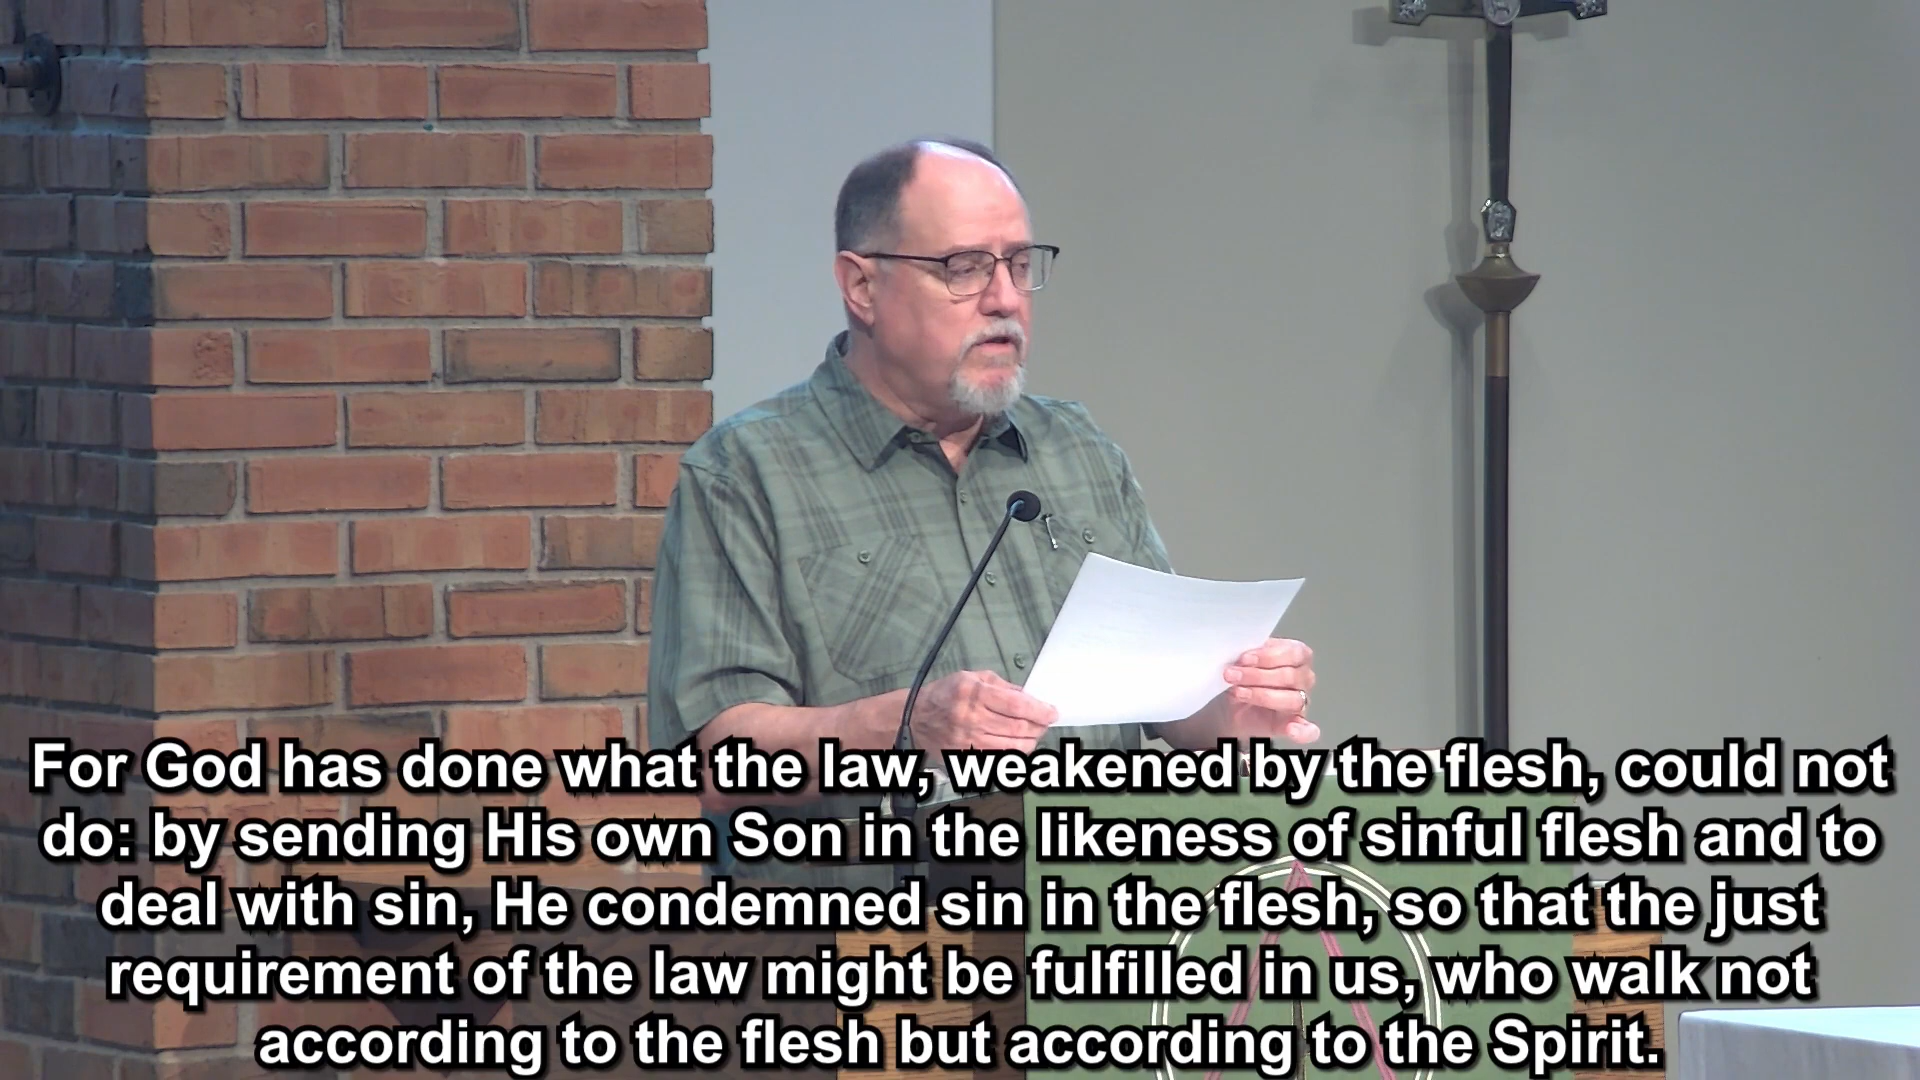 For God has done what the law, weakened by the flesh, could not
do: by sending His own Son in the likeness of sinful flesh and to
deal with sin, He condemned sin in the flesh, so that the just
requirement of the law might be fulfilled in us, who walk not
according to the flesh but according to the Spirit.